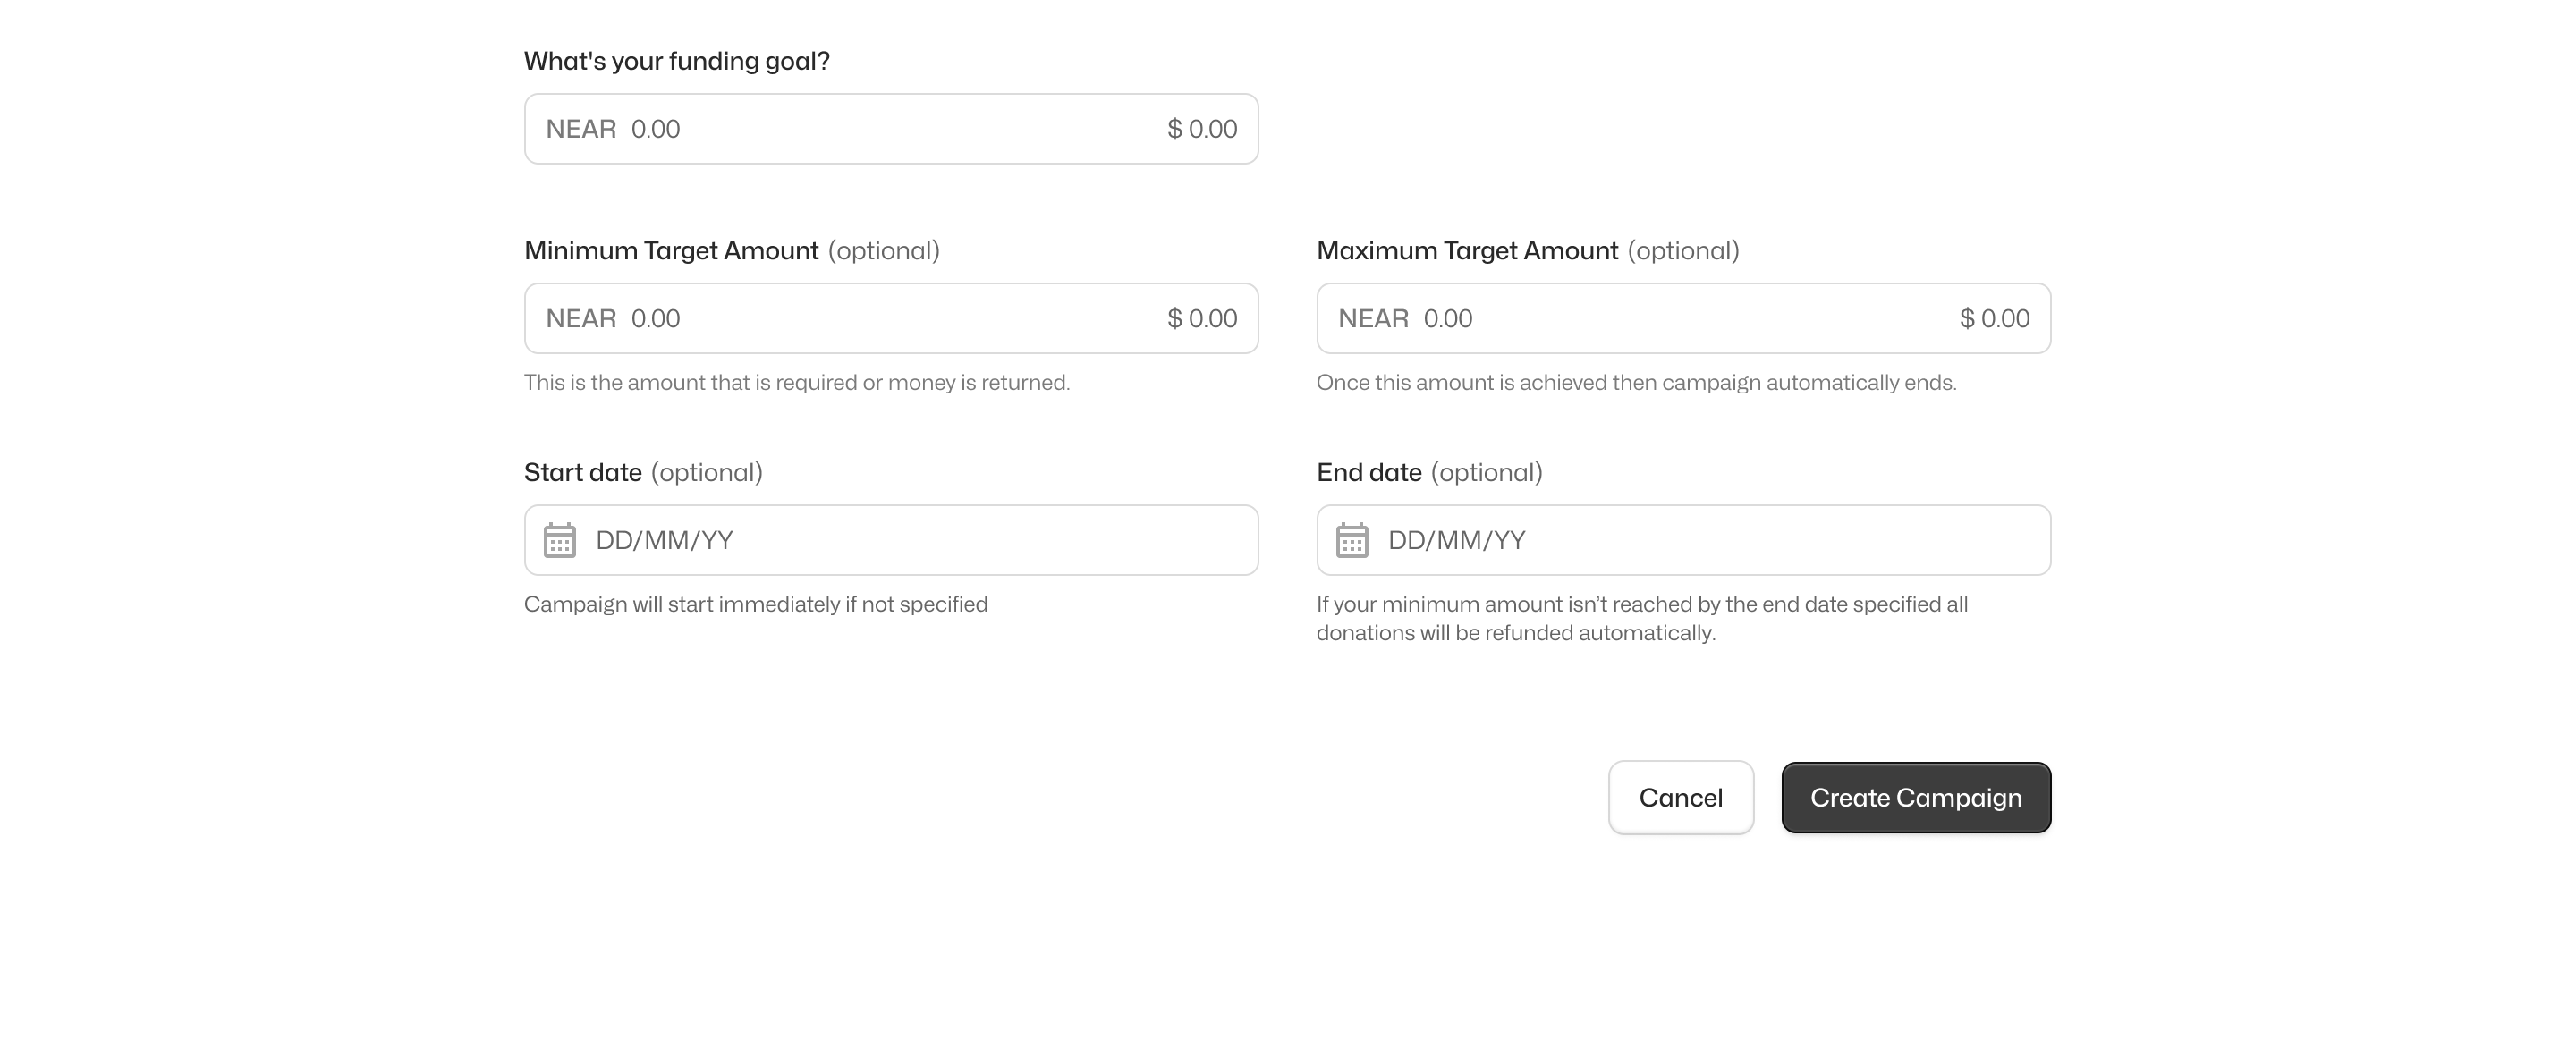 What's your funding goal?
NEAR 0.00 $ 0.00
Minimum Target Amount (optional)
NEAR 0.00 $ 0.00
This is the amount that is required or money is returned.
Maximum Target Amount (optional)
NEAR 0.00 $ 0.00
Once this amount is achieved then campaign automatically ends.
Start date (optional)
DD/MM/YY
Campaign will start immediately if not specified
End date (optional)
DD/MM/YY
If your minimum amount isn’t reached by the end date specified all
donations will be refunded automatically.
Cancel
Create Campaign